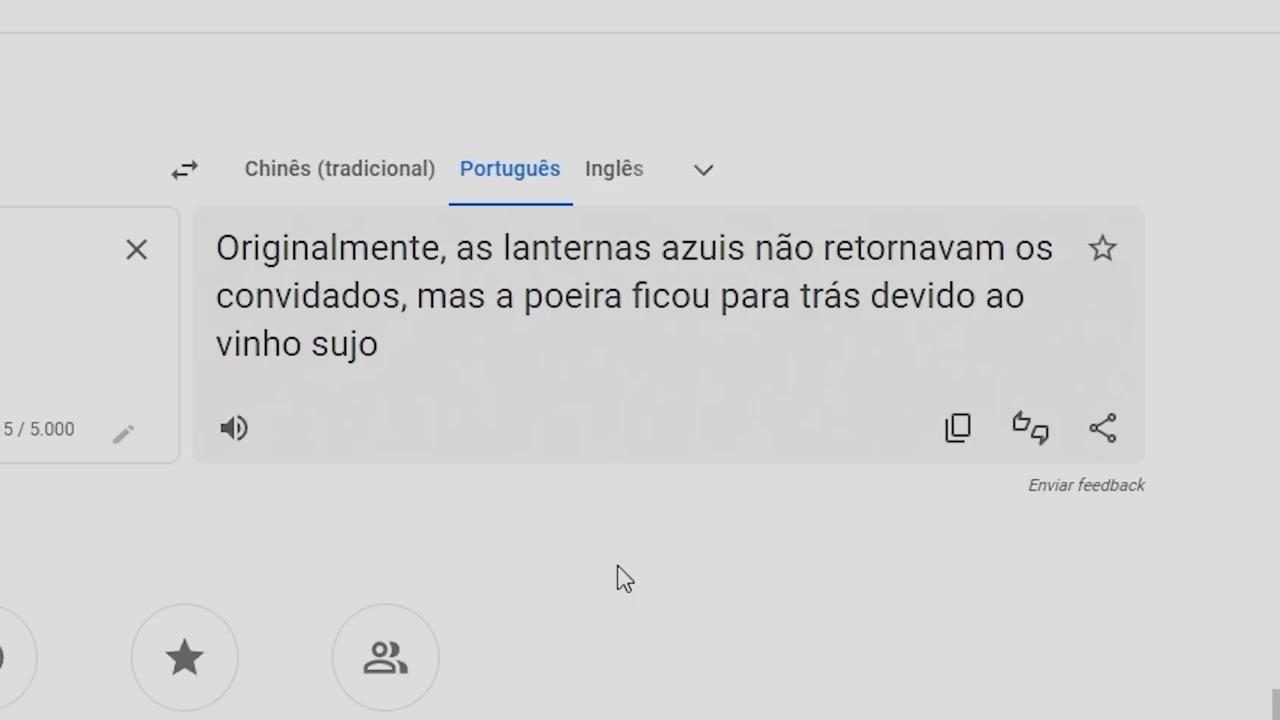 Chinês (tradicional) Português Inglês
Originalmente, as lanternas azuis não retornavam os
convidados, mas a poeira ficou para trás devido ao
vinho sujo
5 / 5.000
Enviar feedback